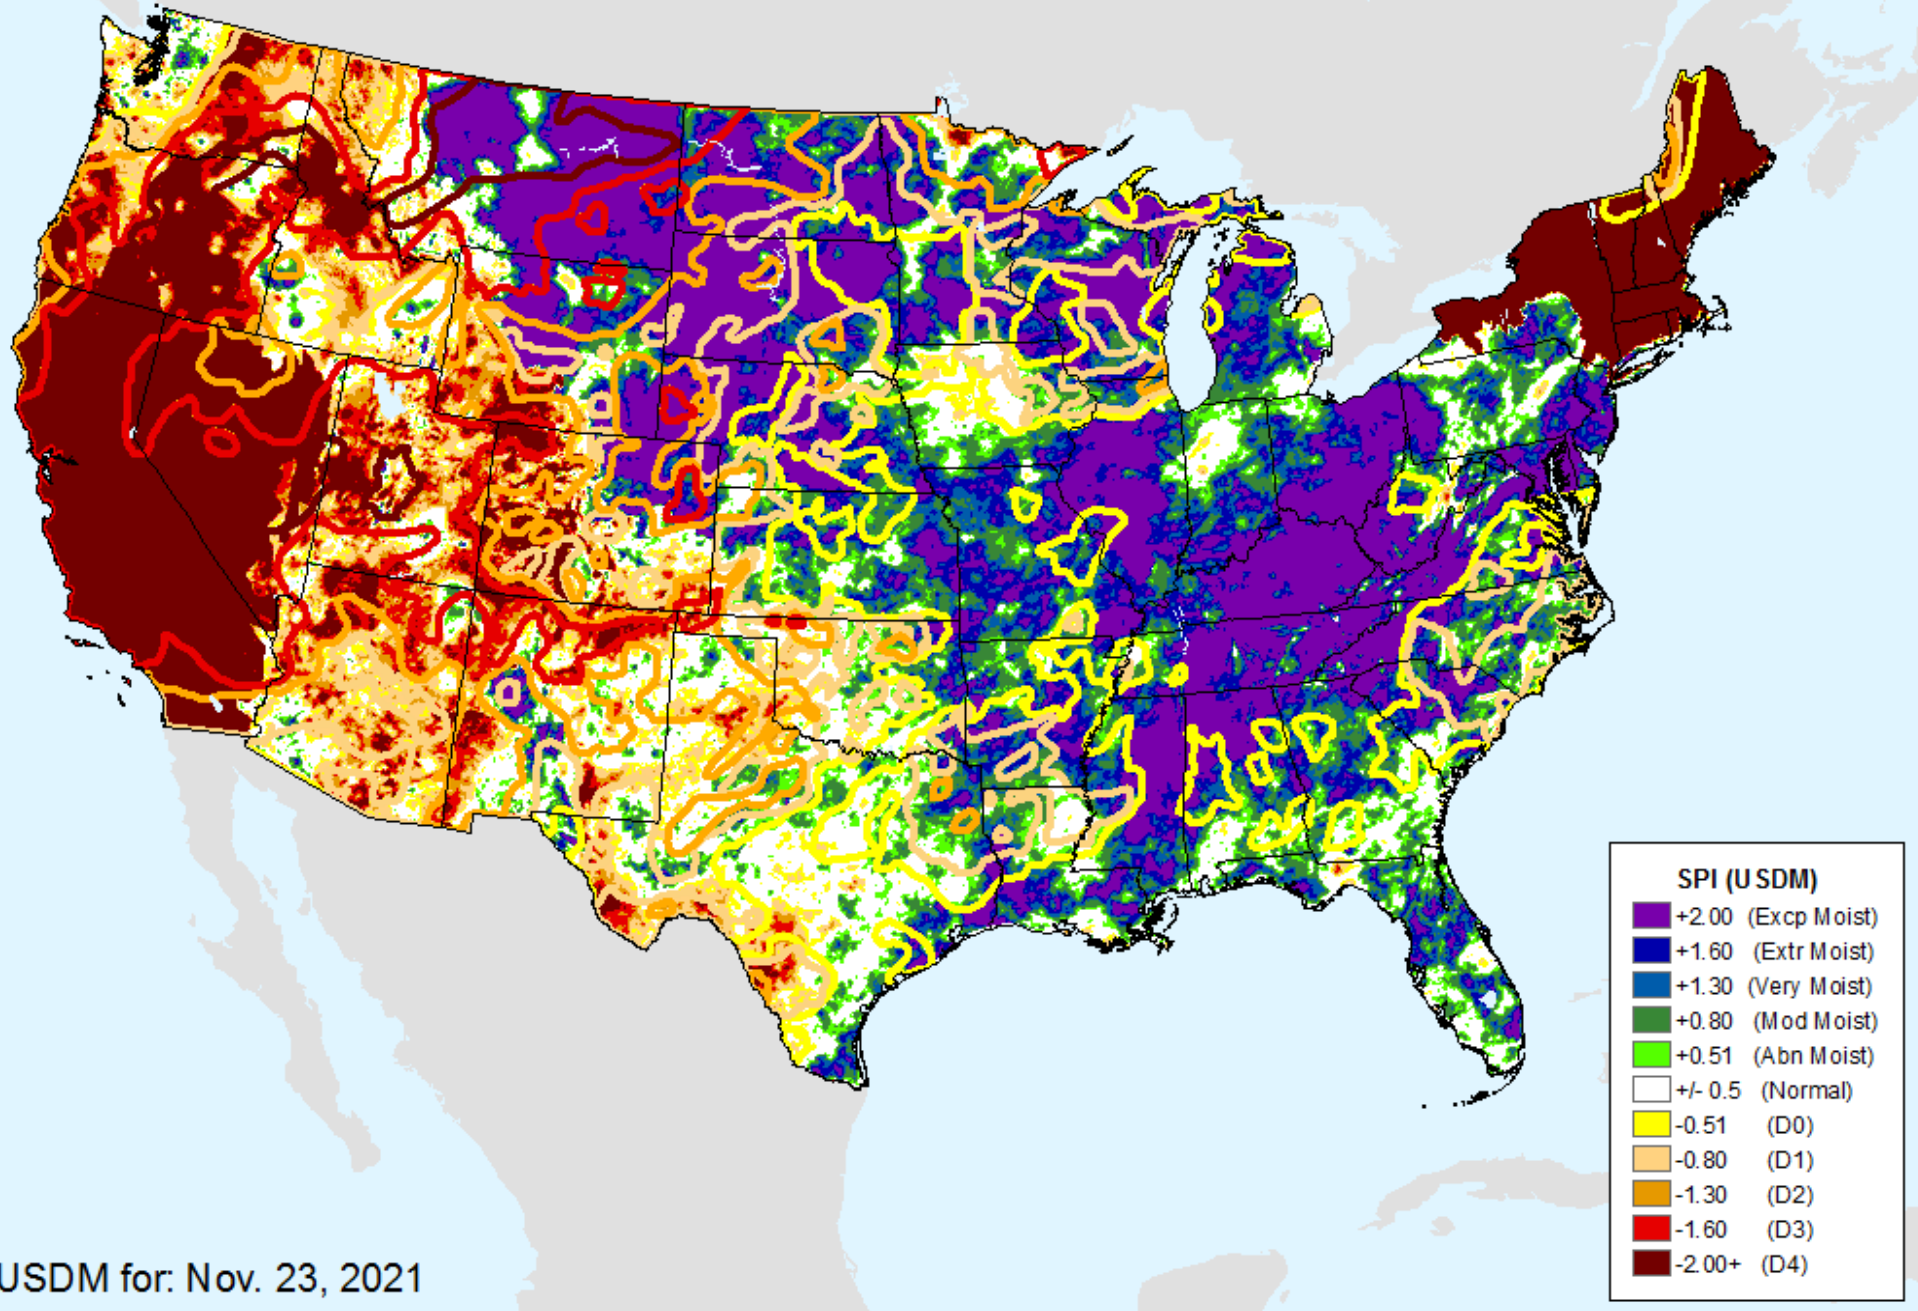 SPI (USDM)
+2.00 (Excp Moist)
+1.60 (Extr Moist)
+1.30 (Very Moist)
+0.80 (Mod Moist)
+0.51 (Abn Moist)
+/- 0.5 (Normal)
-0.51 (D0)
-0.80 (D1)
-1.30 (D2)
-1.60 (D3)
-2.00+ (D4)
USDM for: Nov. 23, 2021